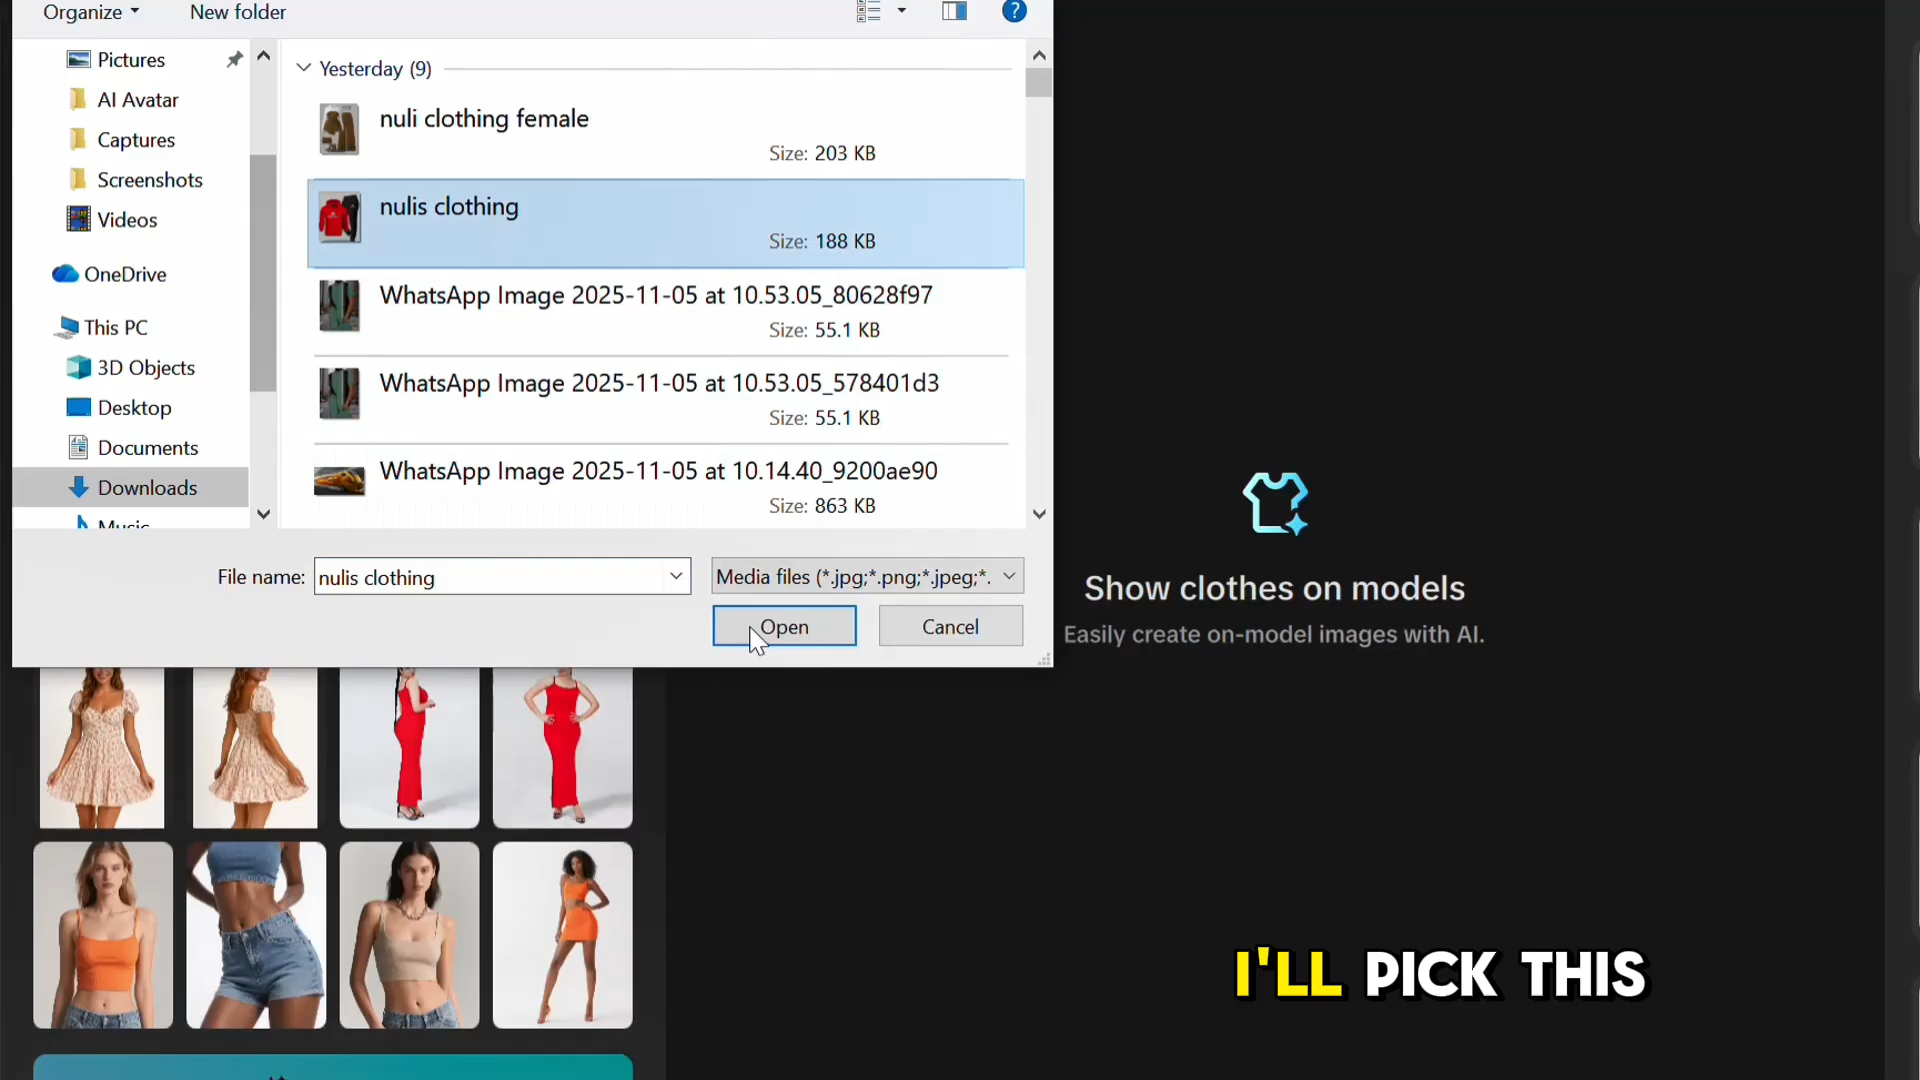 Organize
New folder
Pictures
AI Avatar
Captures
Screenshots
Videos
OneDrive
This PC
3D Objects
Desktop
Documents
Downloads
Music
Yesterday (9)
nuli clothing female
Size: 203 KB
nulis clothing
Size: 188 KB
WhatsApp Image 2025-11-05 at 10.53.05_80628f97
Size: 55.1 KB
WhatsApp Image 2025-11-05 at 10.53.05_578401d3
Size: 55.1 KB
WhatsApp Image 2025-11-05 at 10.14.40_9200ae90
Size: 863 KB
File name: nulis clothing
Media files (*.jpg;*.png;*.jpeg;*.
Open
Cancel
Show clothes on models
Easily create on-model images with AI.
I'LL PICK THIS